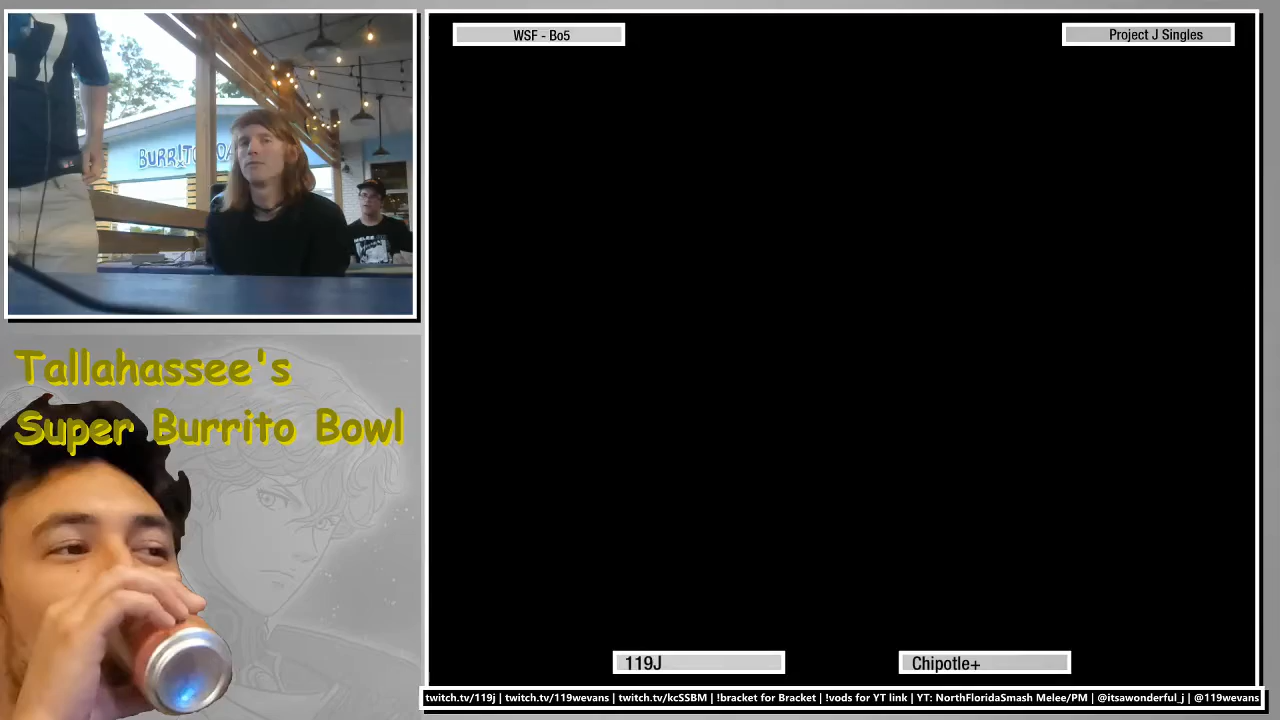 WSF - Bo5
Project J Singles
BURRITO
Tallahassee's
Super Burrito Bowl
119J
Chipotle+
twitch.tv/119j | twitch.tv/119wevans | twitch.tv/kcSSBM | !bracket for Bracket | !vods for YT link | YT: NorthFloridaSmash Melee/PM | @itsawonderful_j | @119wevans